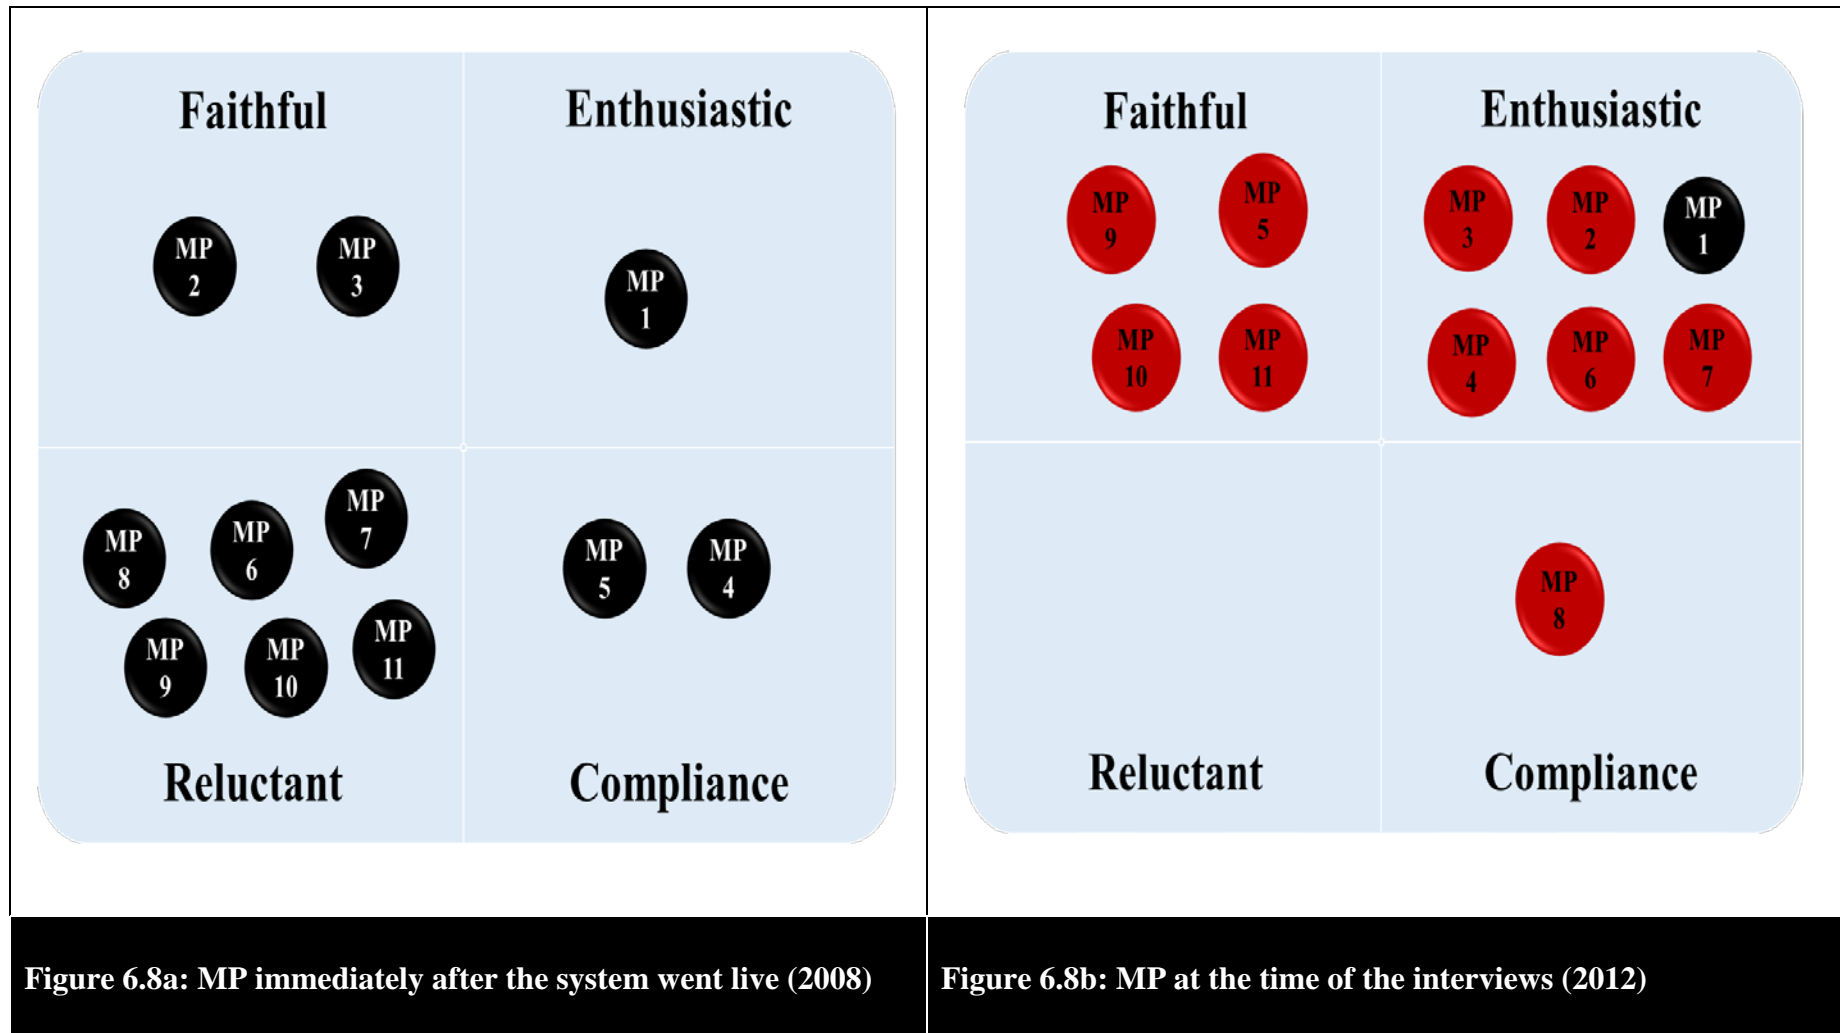 Faithful
Enthusiastic
MP
2
MP
3
MP
1
MP
7
MP
6
MP
8
MP
5
MP
4
MP
11
MP
9
MP
10
Reluctant
Compliance
Figure 6.8a: MP immediately after the system went live (2008)
Faithful
Enthusiastic
MP
9
MP
5
MP
3
MP
2
MP
1
MP
10
MP
11
MP
4
MP
6
MP
7
MP
8
Reluctant
Compliance
Figure 6.8b: MP at the time of the interviews (2012)